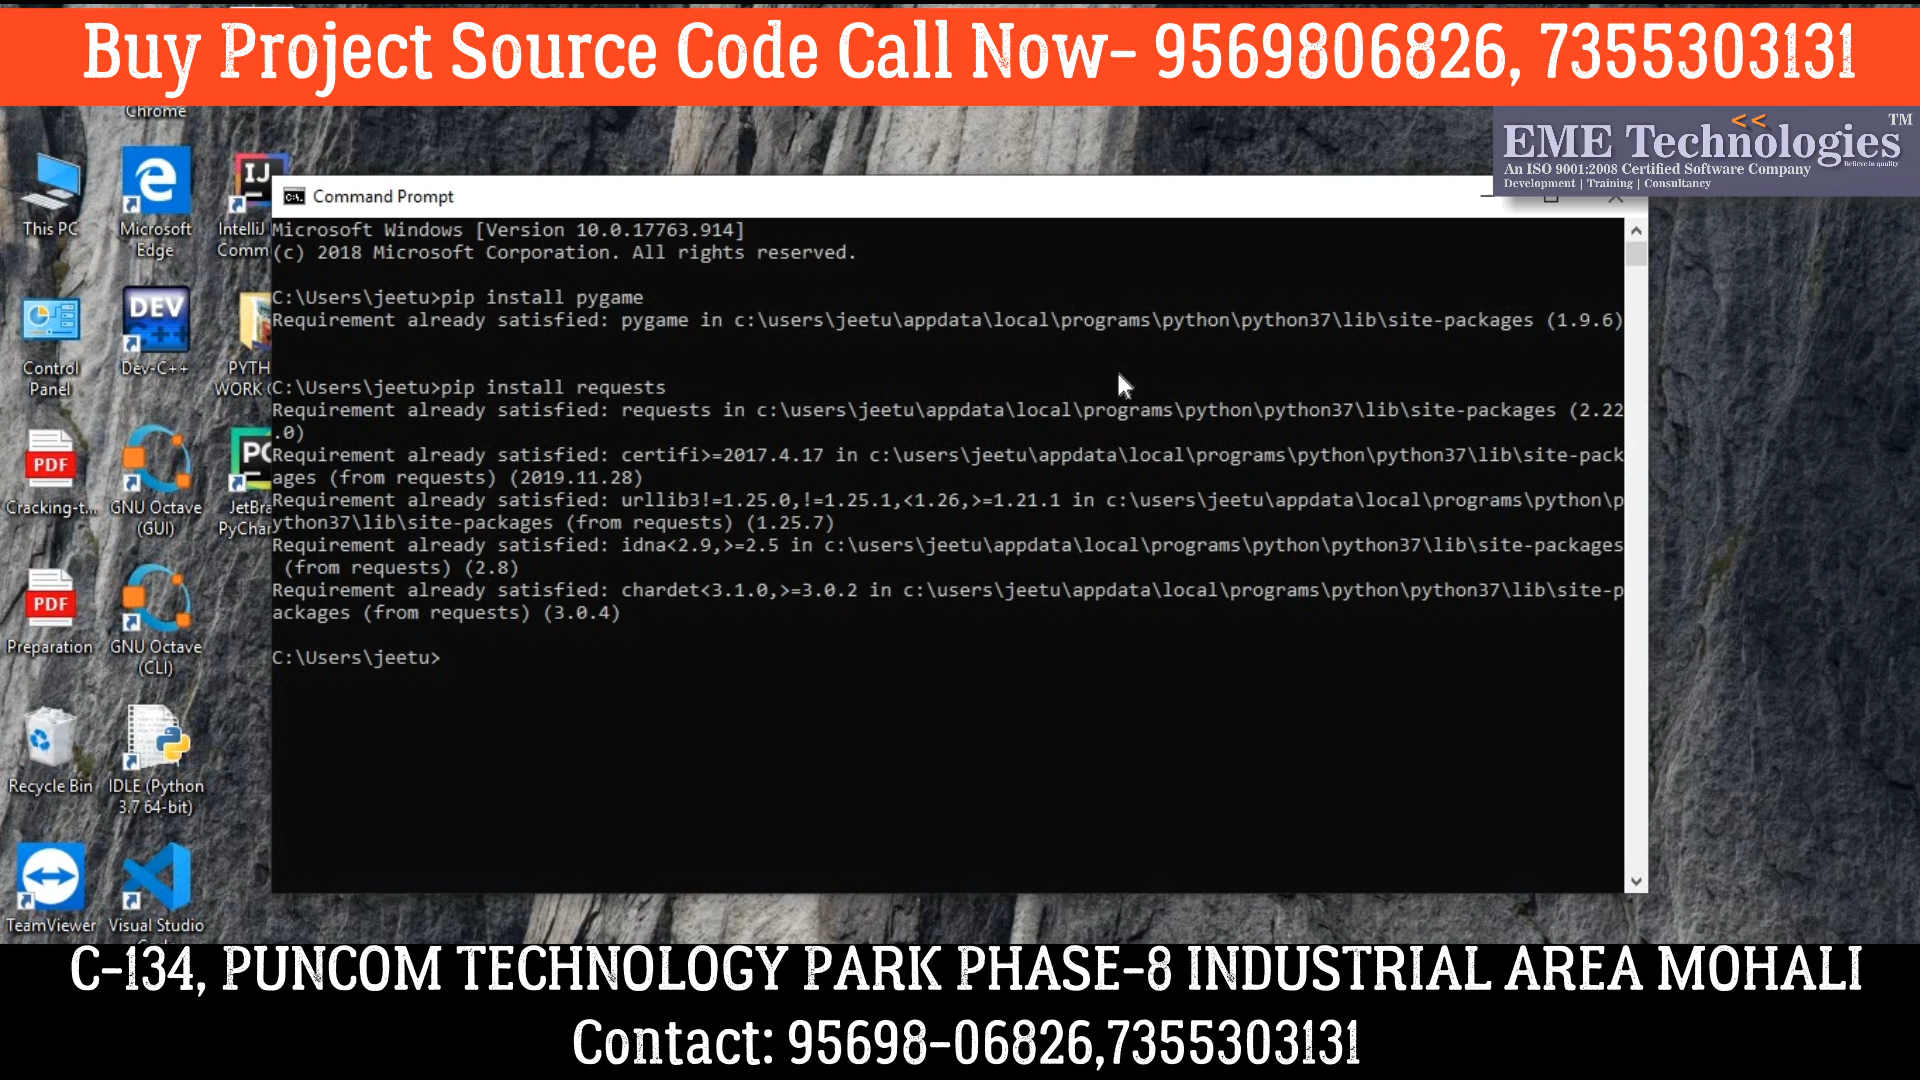 Buy Project Source Code Call Now- 9569806826, 7355303131
<<
EME Technologies TM
Believe in quality
An ISO 9001:2008 Certified Software Company
Development | Training | Consultancy
Chrome
This PC
Microsoft
Edge
IntelliJ
Comm
Control
Panel
DEV
C++
Dev-C++
PYTH
WORK
PDF
Cracking-t...
GNU Octave
(GUI)
PC
JetBra
PyChar
PDF
Preparation
GNU Octave
(CLI)
Recycle Bin
IDLE (Python
3.7 64-bit)
TeamViewer
Visual Studio
IJ
C:\.
Command Prompt
Microsoft Windows [Version 10.0.17763.914]
(c) 2018 Microsoft Corporation. All rights reserved.
C:\Users\jeetu>pip install pygame
Requirement already satisfied: pygame in c:\users\jeetu\appdata\local\programs\python\python37\lib\site-packages (1.9.6)
C:\Users\jeetu>pip install requests
Requirement already satisfied: requests in c:\users\jeetu\appdata\local\programs\python\python37\lib\site-packages (2.22
.0)
Requirement already satisfied: certifi>=2017.4.17 in c:\users\jeetu\appdata\local\programs\python\python37\lib\site-pack
ages (from requests) (2019.11.28)
Requirement already satisfied: urllib3!=1.25.0,!=1.25.1,<1.26,>=1.21.1 in c:\users\jeetu\appdata\local\programs\python\p
ython37\lib\site-packages (from requests) (1.25.7)
Requirement already satisfied: idna<2.9,>=2.5 in c:\users\jeetu\appdata\local\programs\python\python37\lib\site-packages
(from requests) (2.8)
Requirement already satisfied: chardet<3.1.0,>=3.0.2 in c:\users\jeetu\appdata\local\programs\python\python37\lib\site-p
ackages (from requests) (3.0.4)
C:\Users\jeetu>
C-134, PUNCOM TECHNOLOGY PARK PHASE-8 INDUSTRIAL AREA MOHALI
Contact: 95698-06826,7355303131